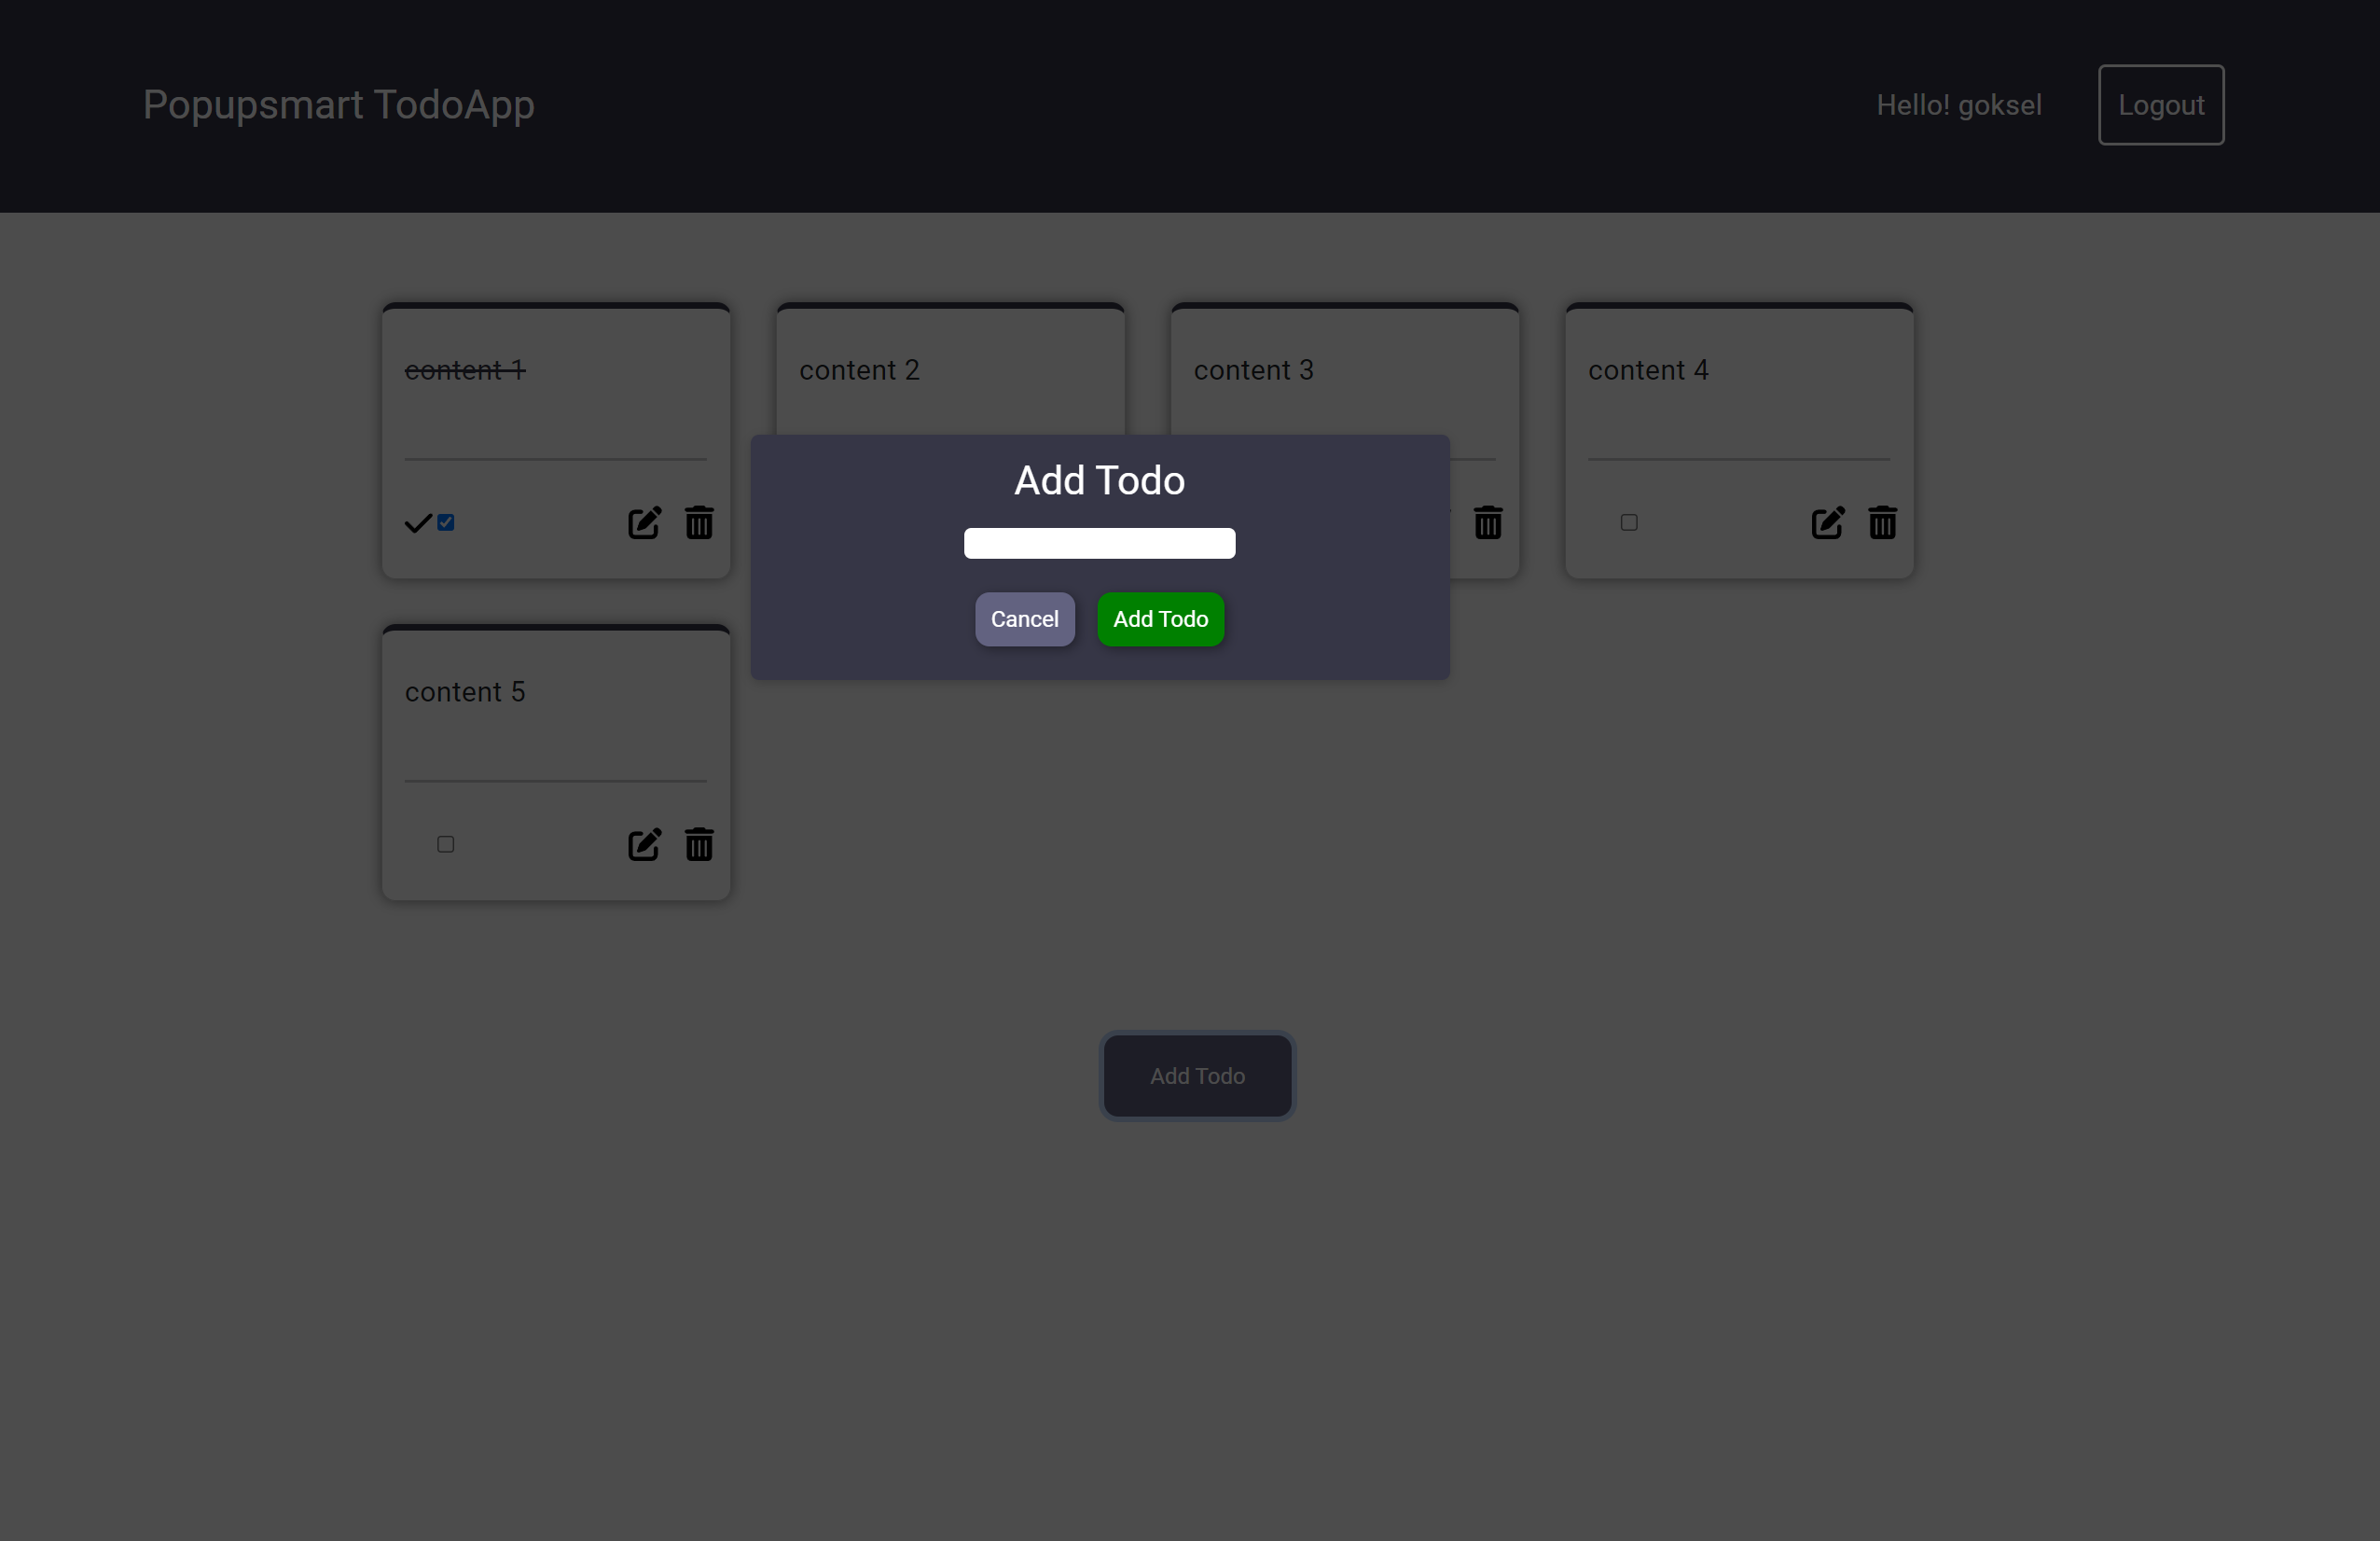 Popupsmart TodoApp
Hello! goksel
Logout
content 1
content 2
content 3
content 4
Add Todo
Cancel
Add Todo
content 5
Add Todo